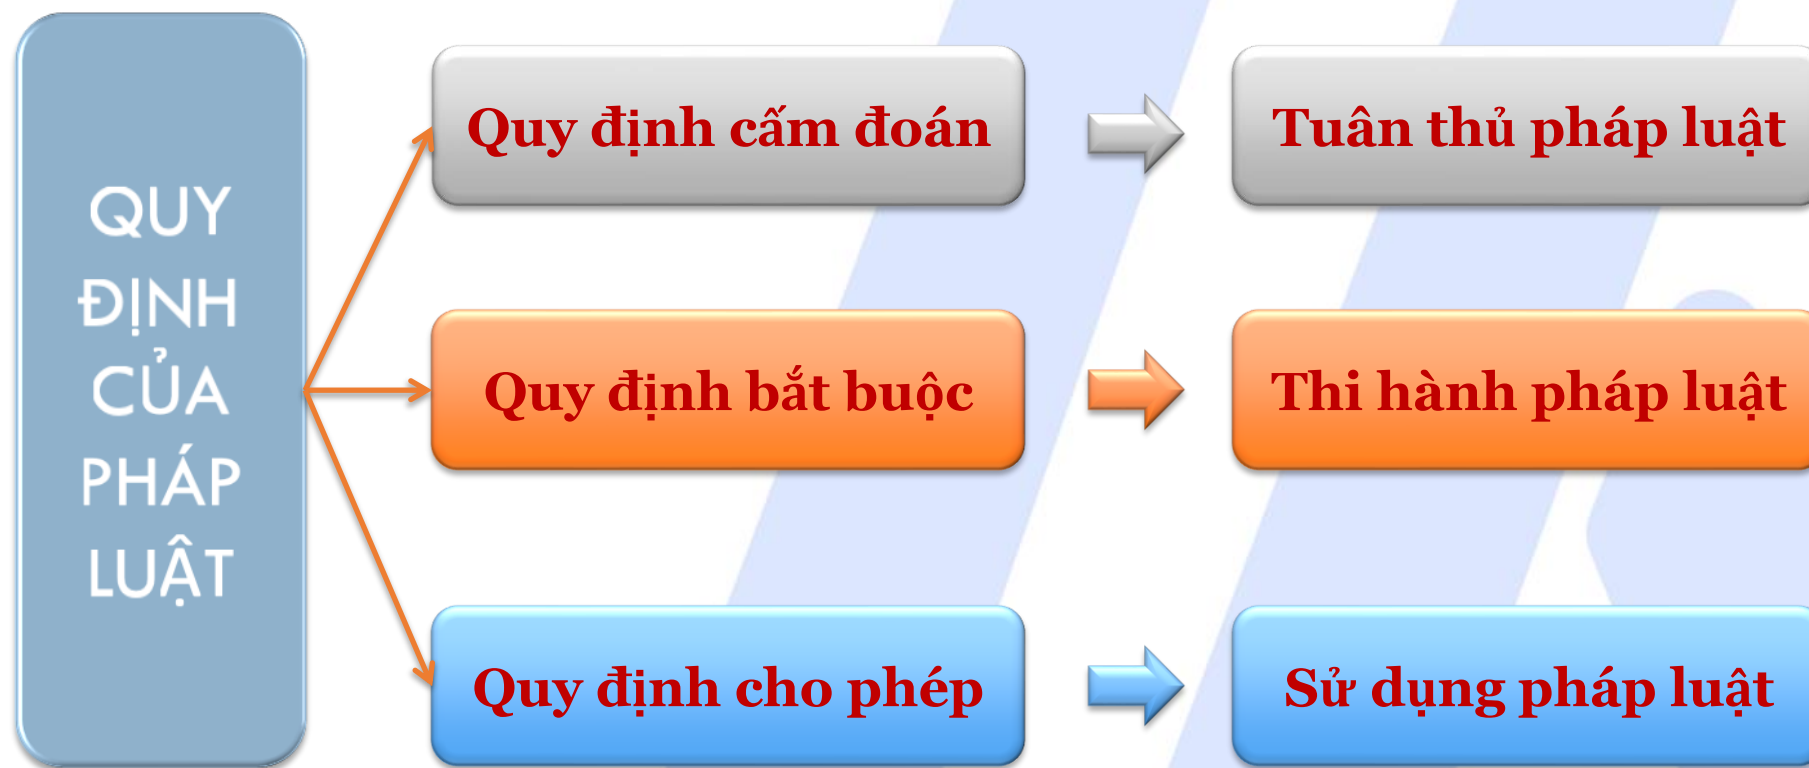 QUY
ĐỊNH
CỦA
PHÁP
LUẬT
Quy định cấm đoán
Tuân thủ pháp luật
Quy định bắt buộc
Thi hành pháp luật
Quy định cho phép
Sử dụng pháp luật